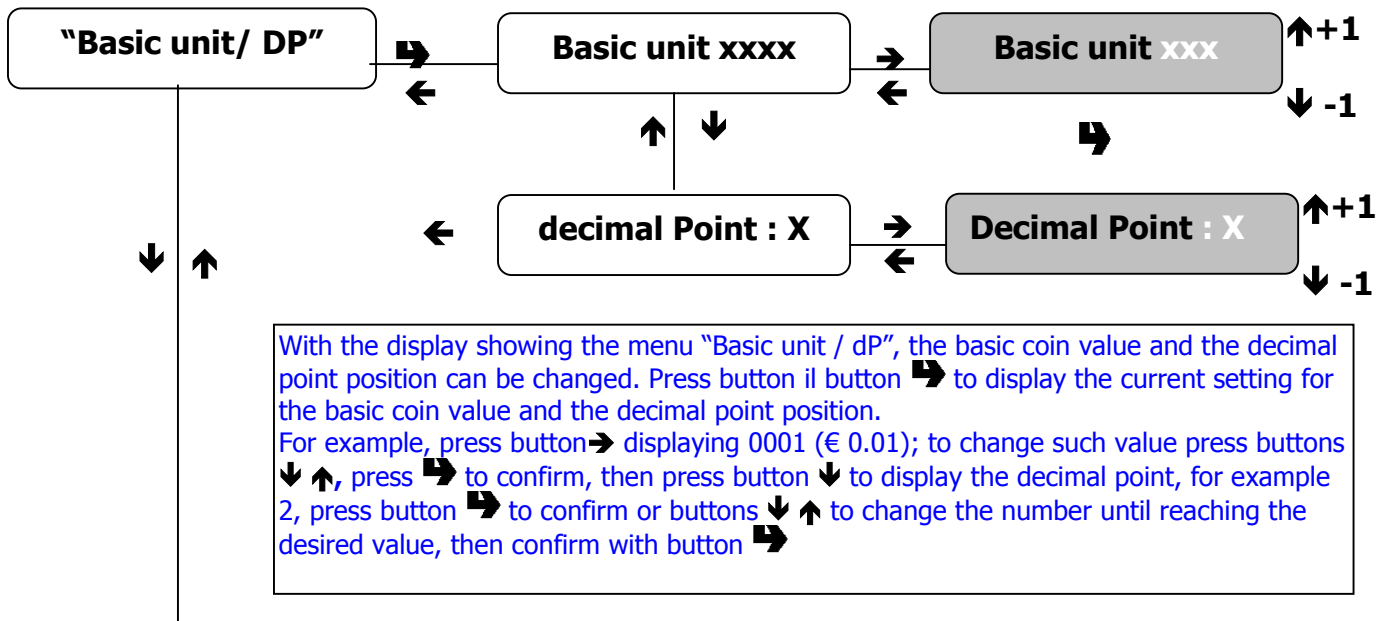 “Basic unit/ DP”
Basic unit xxxx
Basic unit xxx
+1
-1
decimal Point : X
Decimal Point : X
+1
-1
With the display showing the menu “Basic unit / dP”, the basic coin value and the decimal
point position can be changed. Press button il button to display the current setting for
the basic coin value and the decimal point position.
For example, press button➔ displaying 0001 (€ 0.01); to change such value press buttons
🡻 🡹, press to confirm, then press button 🡻 to display the decimal point, for example
2, press button to confirm or buttons 🡻 🡹 to change the number until reaching the
desired value, then confirm with button